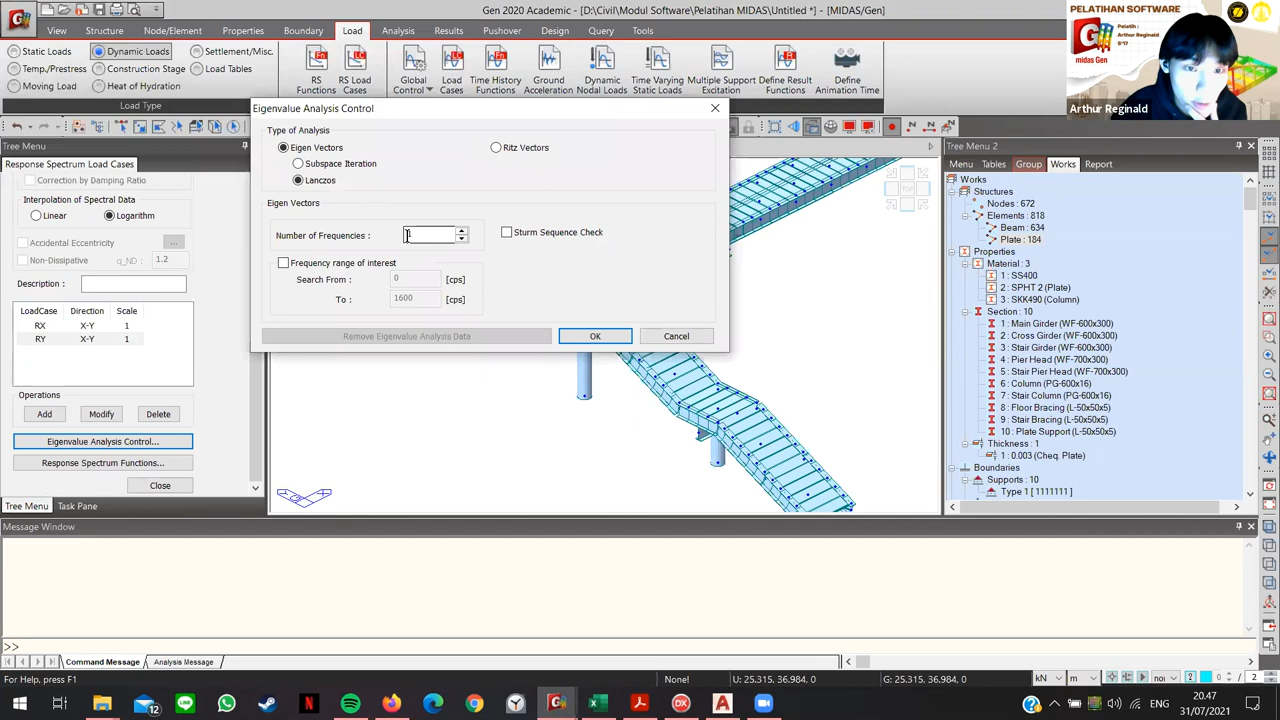 Gen 2020 Academic - [D:\Civil\Modul Software\Pelatihan MIDAS\Untitled *] - [MIDAS/Gen]
View Structure Node/Element Properties Boundary Load Analysis Results Pushover Design Query Tools
Static Loads Dynamic Loads Settlement/Misc.
Temp./Prestress Construction Stage Load Tables
Moving Load Heat of Hydration
Load Type
RS Functions
RS Load Cases
Global Control
Load Cases
Time History Functions
Ground Acceleration
Dynamic Nodal Loads
Time Varying Static Loads
Multiple Support Excitation
Define Result Functions
Define Animation Time
PELATIHAN SOFTWARE
Pelatih :
Arthur Reginald
S'17
midas Gen
Arthur Reginald
Tree Menu
Response Spectrum Load Cases
Correction by Damping Ratio
Interpolation of Spectral Data
Linear Logarithm
Accidental Eccentricity ...
Non-Dissipative q_ND : 1.2
Description :
LoadCase Direction Scale
RX X-Y 1
RY X-Y 1
Operations
Add Modify Delete
Eigenvalue Analysis Control...
Response Spectrum Functions...
Close
Tree Menu Task Pane
Eigenvalue Analysis Control
Type of Analysis
Eigen Vectors Ritz Vectors
Subspace Iteration
Lanczos
Eigen Vectors
Number of Frequencies : 1 Sturm Sequence Check
Frequency range of interest
Search From : 0 [cps]
To : 1600 [cps]
Remove Eigenvalue Analysis Data OK Cancel
TOP
Tree Menu 2
Menu Tables Group Works Report
Works
Structures
Nodes : 672
Elements : 818
Beam : 634
Plate : 184
Properties
Material : 3
1 : SS400
2 : SPHT 2 (Plate)
3 : SKK490 (Column)
Section : 10
1 : Main Girder (WF-600x300)
2 : Cross Girder (WF-600x300)
3 : Stair Girder (WF-600x300)
4 : Pier Head (WF-700x300)
5 : Stair Pier Head (WF-700x300)
6 : Column (PG-600x16)
7 : Stair Column (PG-600x16)
8 : Floor Bracing (L-50x50x5)
9 : Stair Bracing (L-50x50x5)
10 : Plate Support (L-50x50x5)
Thickness : 1
1 : 0.003 (Cheq. Plate)
Boundaries
Supports : 10
Type 1 [ 1111111 ]
Message Window
>>
Command Message Analysis Message
For Help, press F1 None! U: 25.315, 36.984, 0 G: 25.315, 36.984, 0 kN m nor / 2
12
ENG
20.47
31/07/2021